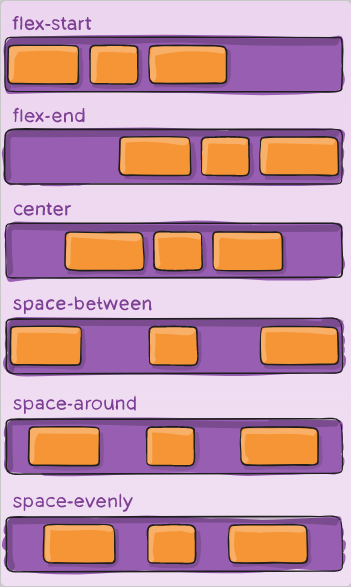 flex-start
flex-end
center
space-between
space-around
space-evenly